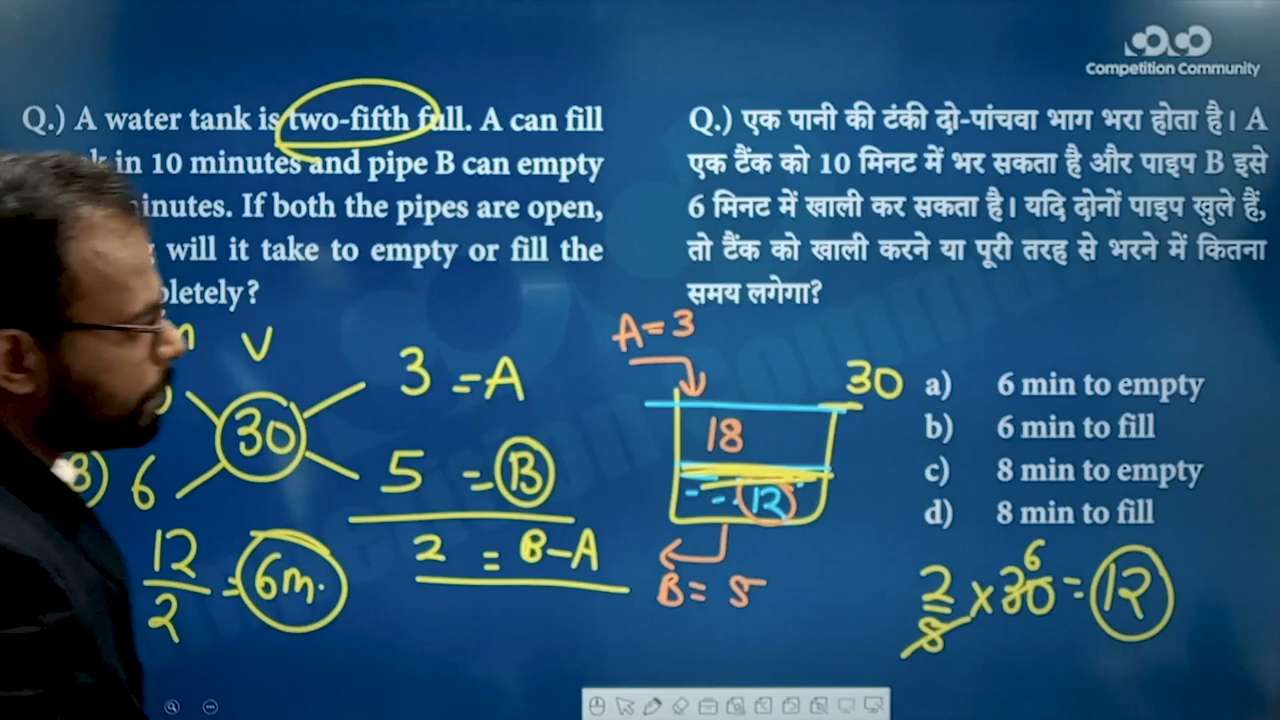 Competition Community
Q.) A water tank is two-fifth full. A can fill
in 10 minutes and pipe B can empty
If both the pipes are open,
will it take to empty or fill the
Q.) एक पानी की टंकी दो-पांचवा भाग भरा होता है। A
एक टैंक को 10 मिनट में भर सकता है और पाइप B इसे
6 मिनट में खाली कर सकता है। यदि दोनों पाइप खुले हैं,
तो टैंक को खाली करने या पूरी तरह से भरने में कितना
समय लगेगा?
V
30
3 = A
B) 6
5 = B
2 = B-A
12/2 = 6m.
A=3
30
18
12
B= 5
a) 6 min to empty
b) 6 min to fill
c) 8 min to empty
d) 8 min to fill
6
2/5 x 30 = 12